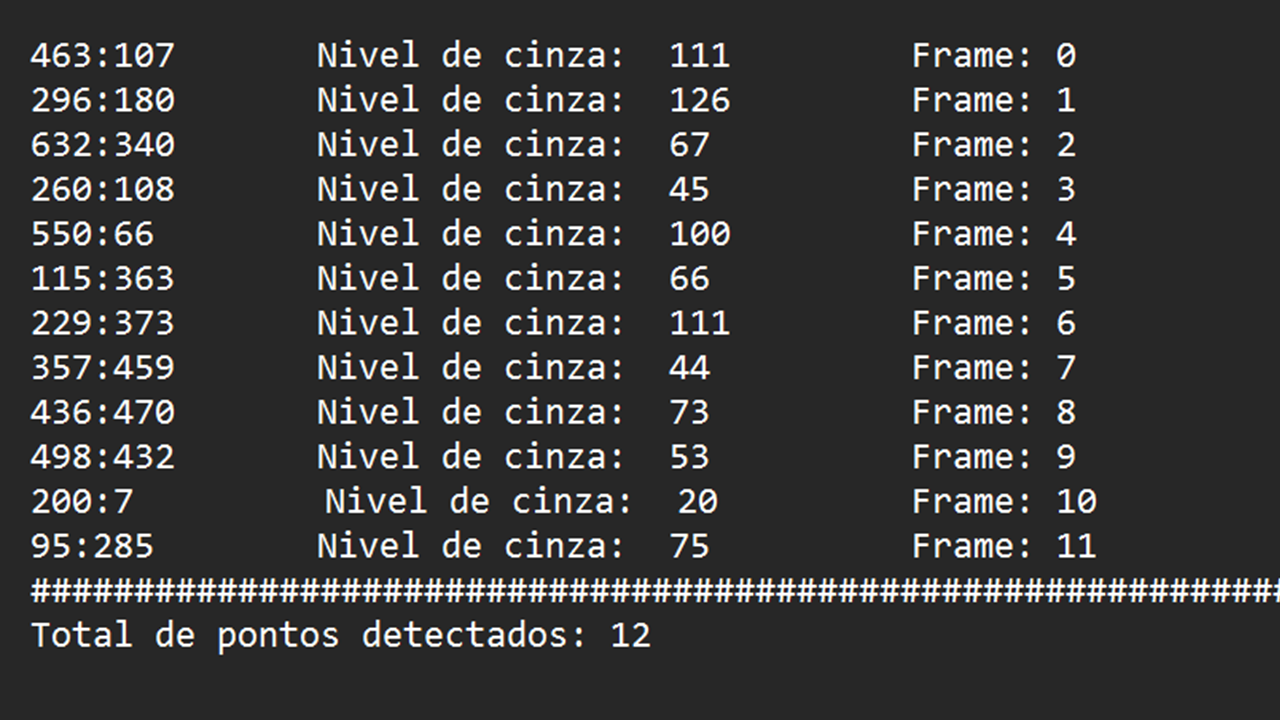 463:107 Nivel de cinza: 111 Frame: 0
296:180 Nivel de cinza: 126 Frame: 1
632:340 Nivel de cinza: 67 Frame: 2
260:108 Nivel de cinza: 45 Frame: 3
550:66 Nivel de cinza: 100 Frame: 4
115:363 Nivel de cinza: 66 Frame: 5
229:373 Nivel de cinza: 111 Frame: 6
357:459 Nivel de cinza: 44 Frame: 7
436:470 Nivel de cinza: 73 Frame: 8
498:432 Nivel de cinza: 53 Frame: 9
200:7 Nivel de cinza: 20 Frame: 10
95:285 Nivel de cinza: 75 Frame: 11
#############################################################
Total de pontos detectados: 12